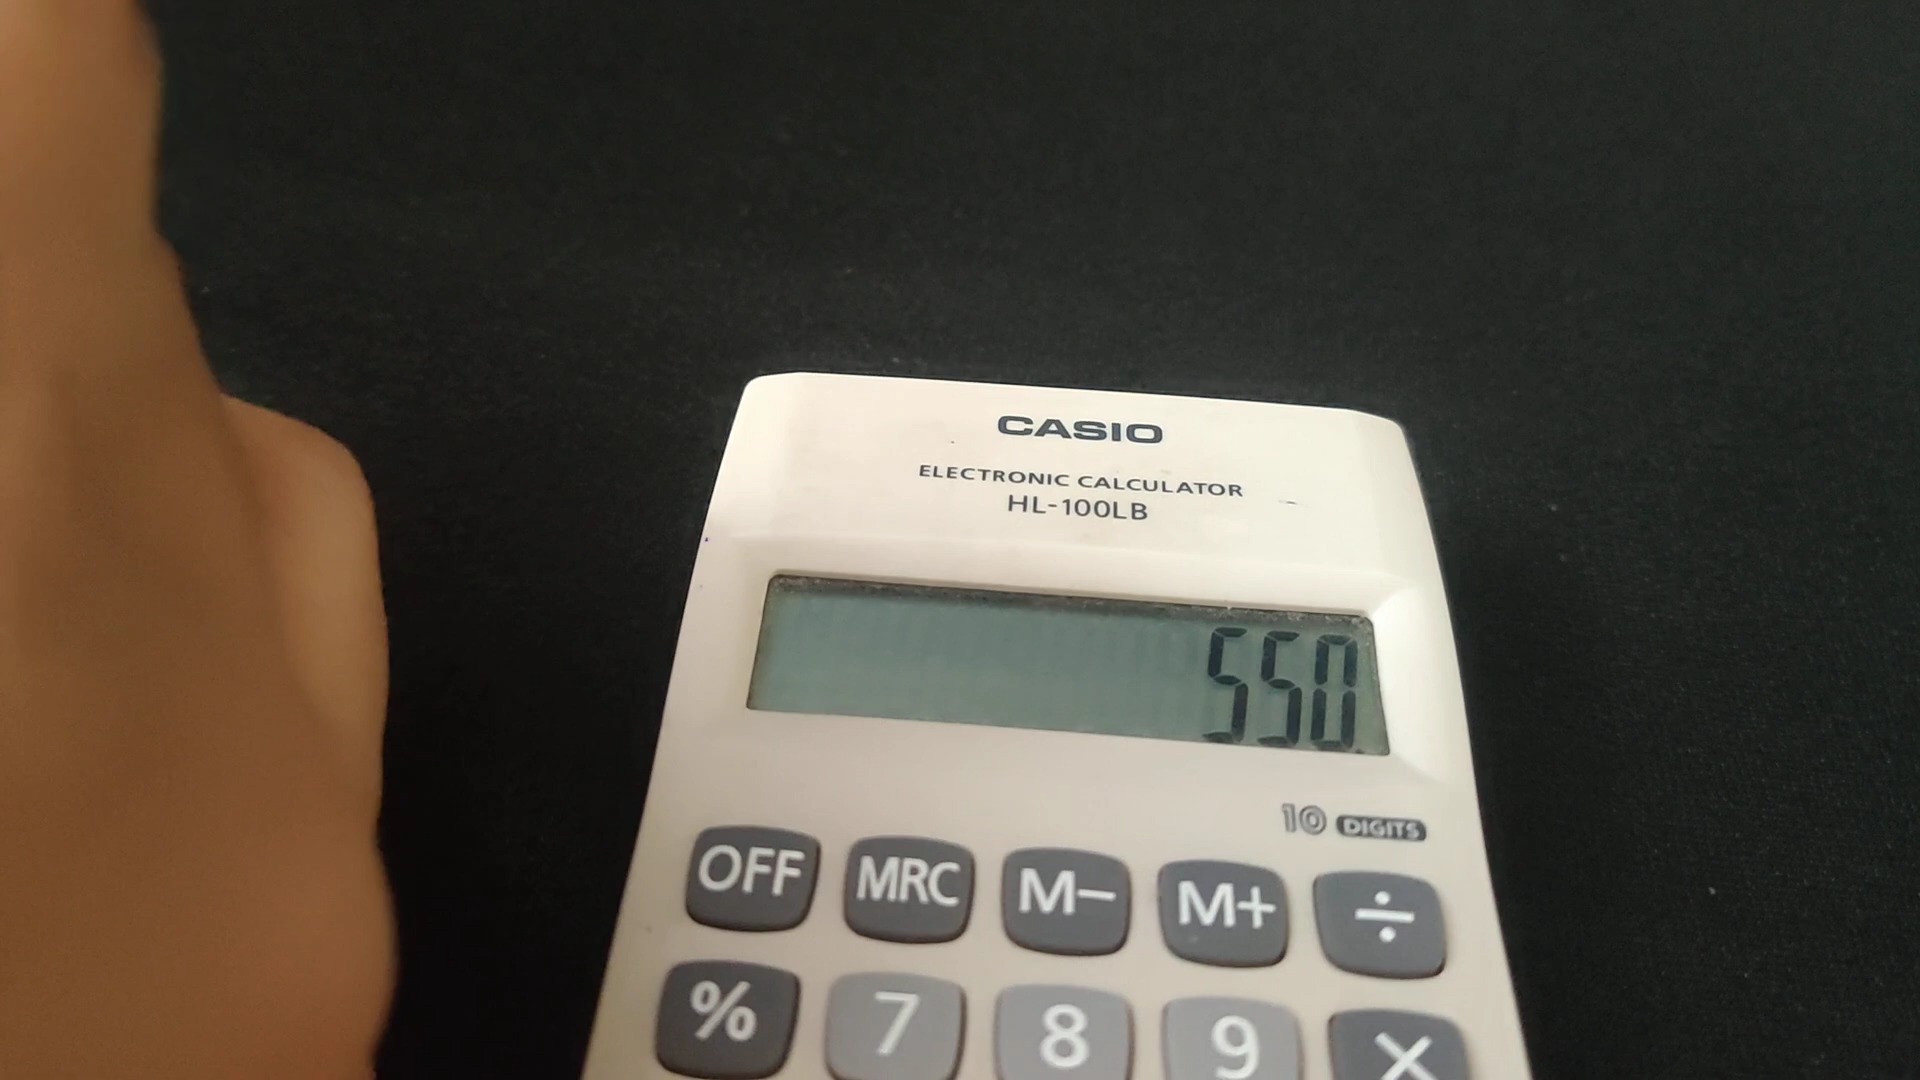 CASIO
ELECTRONIC CALCULATOR
HL-100LB
550.
10 DIGITS
OFF MRC M− M+ ÷
% 7 8 9 ×